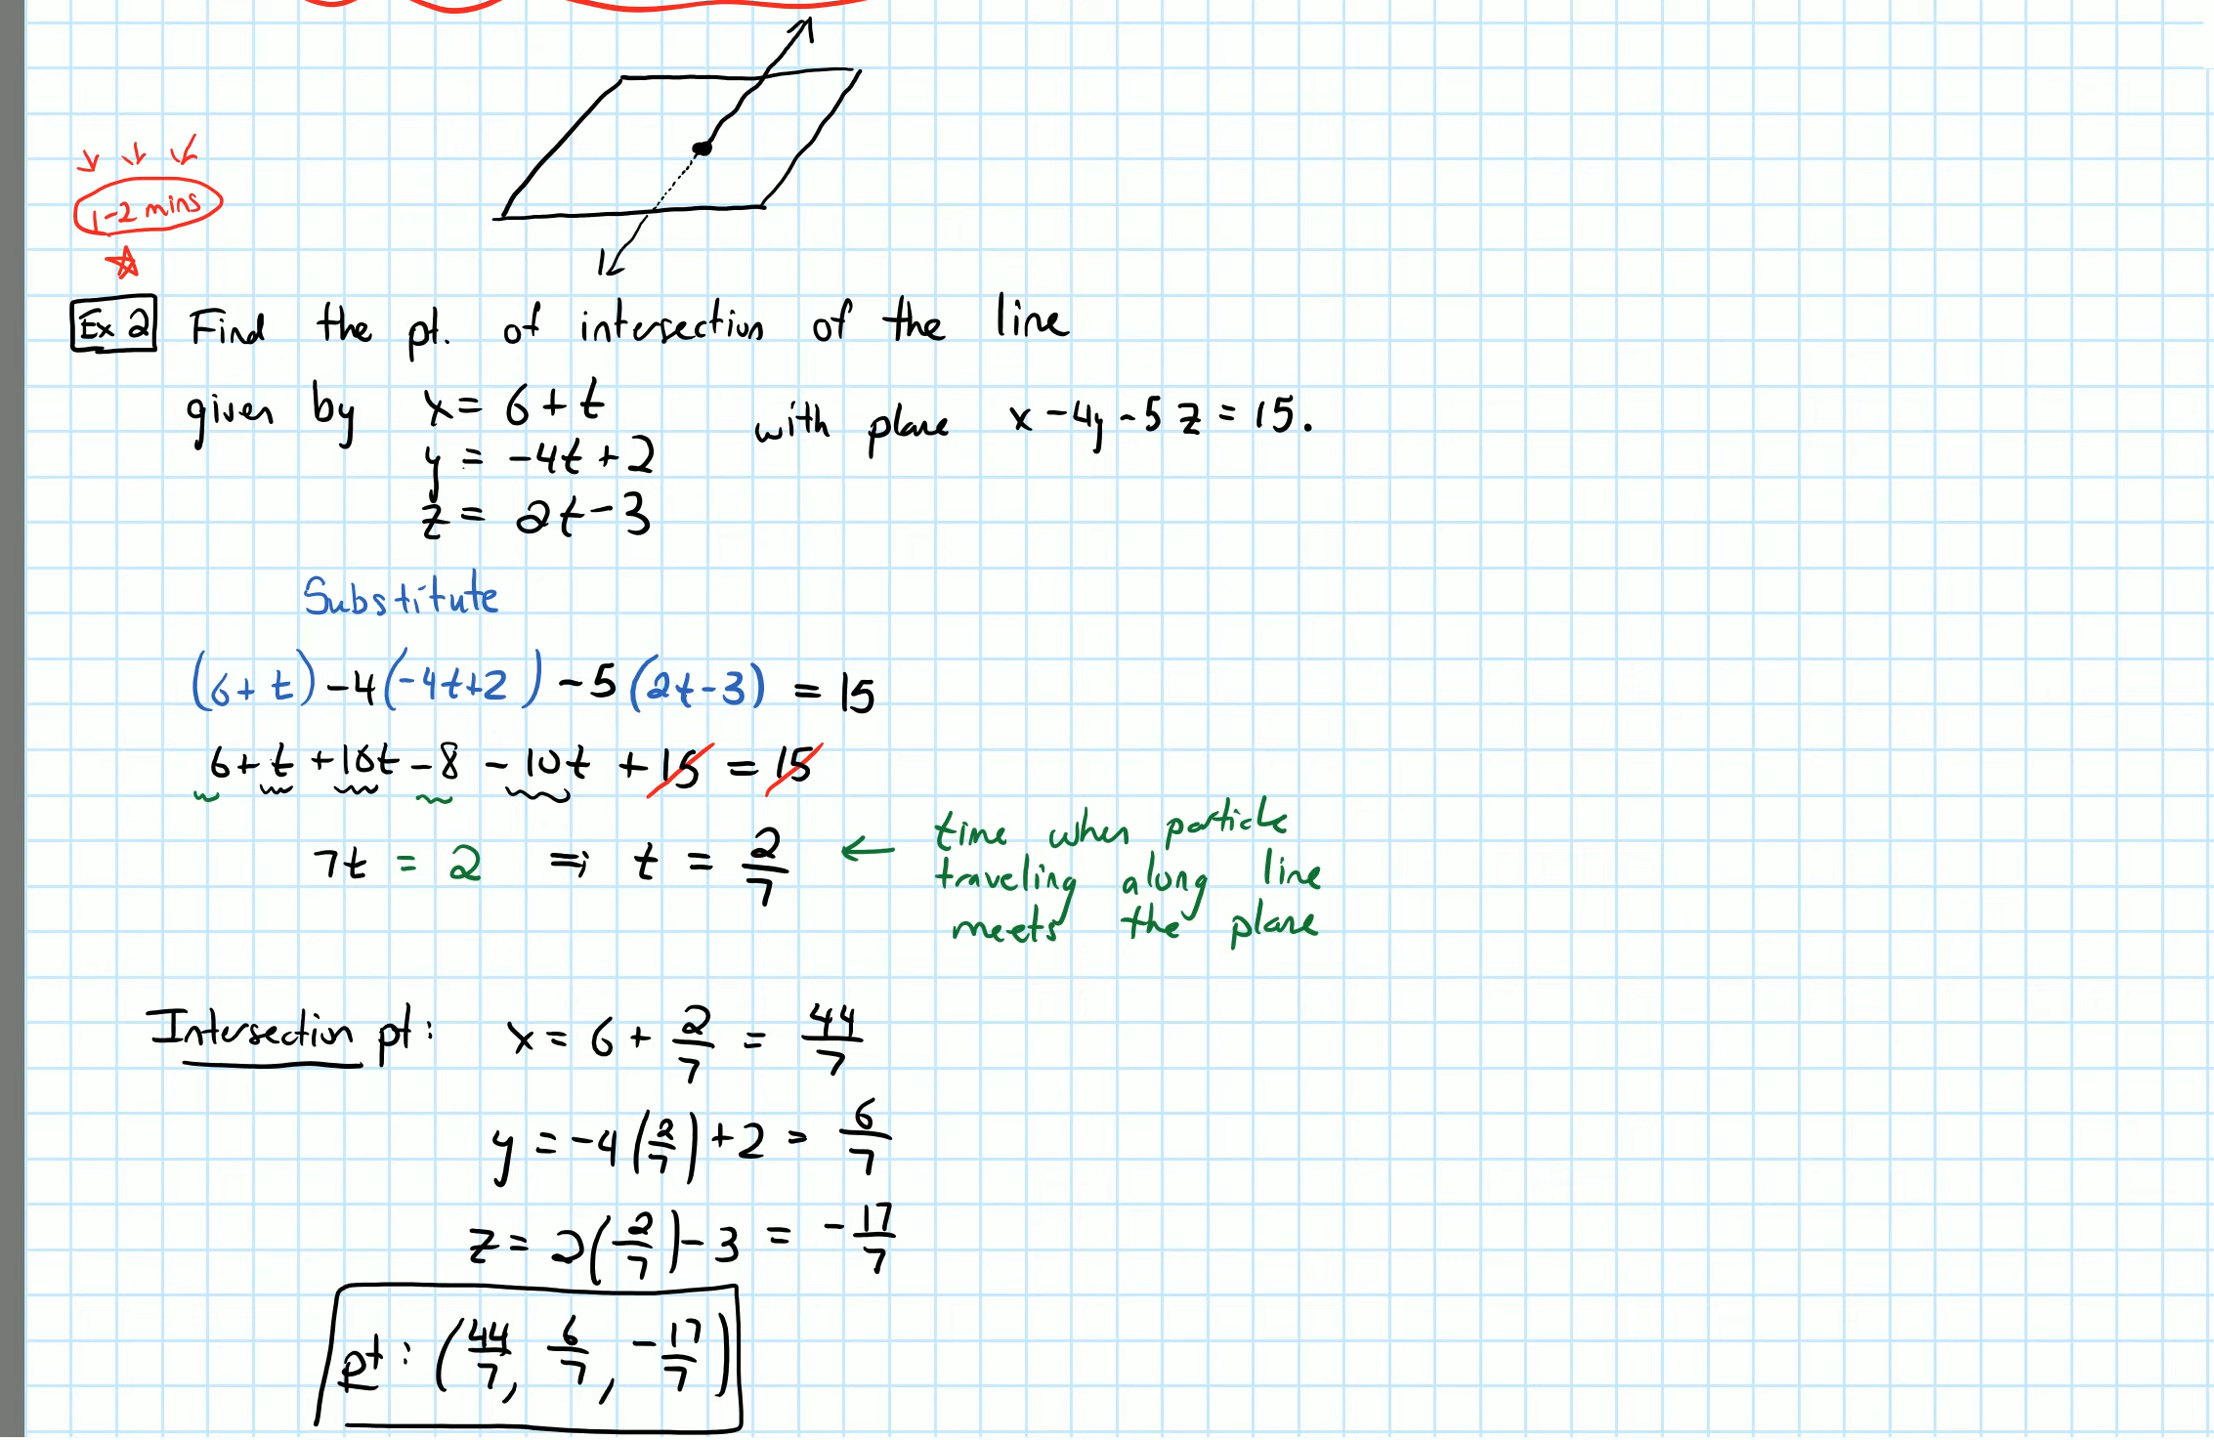 1-2 mins
Ex 2 Find the pt. of intersection of the line
given by x = 6 + t with plane x - 4y - 5z = 15.
y = -4t + 2
z = 2t - 3
Substitute
(6 + t) - 4(-4t+2) - 5(2t-3) = 15
6 + t + 16t - 8 - 10t + 15 = 15
7t = 2 ⇒ t = 2/7 ← time when particle
traveling along line
meets the plane
Intersection pt: x = 6 + 2/7 = 44/7
y = -4(2/7) + 2 = 6/7
z = 2(2/7) - 3 = -17/7
pt: (44/7, 6/7, -17/7)